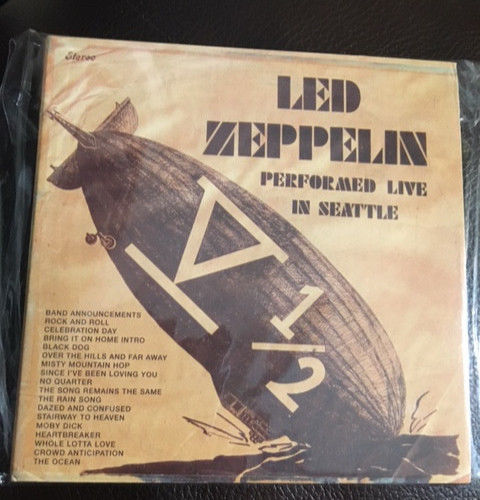 Stereo
LED
ZEPPELIN
PERFORMED LIVE
IN SEATTLE
V 1/2
BAND ANNOUNCEMENTS
ROCK AND ROLL
CELEBRATION DAY
BRING IT ON HOME INTRO
BLACK DOG
OVER THE HILLS AND FAR AWAY
MISTY MOUNTAIN HOP
SINCE I'VE BEEN LOVING YOU
NO QUARTER
THE SONG REMAINS THE SAME
THE RAIN SONG
DAZED AND CONFUSED
STAIRWAY TO HEAVEN
MOBY DICK
HEARTBREAKER
WHOLE LOTTA LOVE
CROWD ANTICIPATION
THE OCEAN